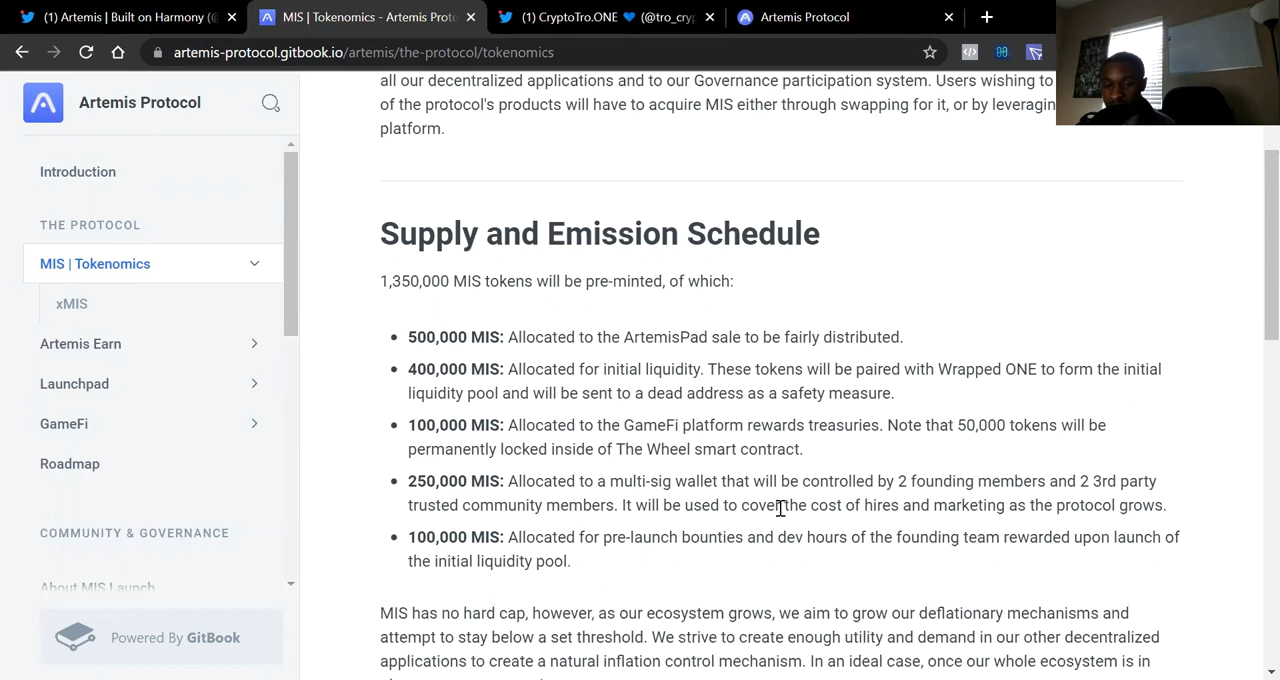 (1) Artemis | Built on Harmony (
MIS | Tokenomics - Artemis Proto
(1) CryptoTro.ONE 💙 (@tro_cryp
Artemis Protocol
artemis-protocol.gitbook.io/artemis/the-protocol/tokenomics
Artemis Protocol
Introduction
THE PROTOCOL
MIS | Tokenomics
xMIS
Artemis Earn
Launchpad
GameFi
Roadmap
COMMUNITY & GOVERNANCE
About MIS Launch
Powered By GitBook
all our decentralized applications and to our Governance participation system. Users wishing to
of the protocol's products will have to acquire MIS either through swapping for it, or by leveraging
platform.
Supply and Emission Schedule
1,350,000 MIS tokens will be pre-minted, of which:
• 500,000 MIS: Allocated to the ArtemisPad sale to be fairly distributed.
• 400,000 MIS: Allocated for initial liquidity. These tokens will be paired with Wrapped ONE to form the initial
liquidity pool and will be sent to a dead address as a safety measure.
• 100,000 MIS: Allocated to the GameFi platform rewards treasuries. Note that 50,000 tokens will be
permanently locked inside of The Wheel smart contract.
• 250,000 MIS: Allocated to a multi-sig wallet that will be controlled by 2 founding members and 2 3rd party
trusted community members. It will be used to cover the cost of hires and marketing as the protocol grows.
• 100,000 MIS: Allocated for pre-launch bounties and dev hours of the founding team rewarded upon launch of
the initial liquidity pool.
MIS has no hard cap, however, as our ecosystem grows, we aim to grow our deflationary mechanisms and
attempt to stay below a set threshold. We strive to create enough utility and demand in our other decentralized
applications to create a natural inflation control mechanism. In an ideal case, once our whole ecosystem is in